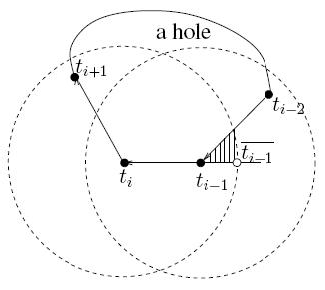 a hole
t_{i+1}
t_{i-2}
\overline{t_{i-1}}
t_i
t_{i-1}